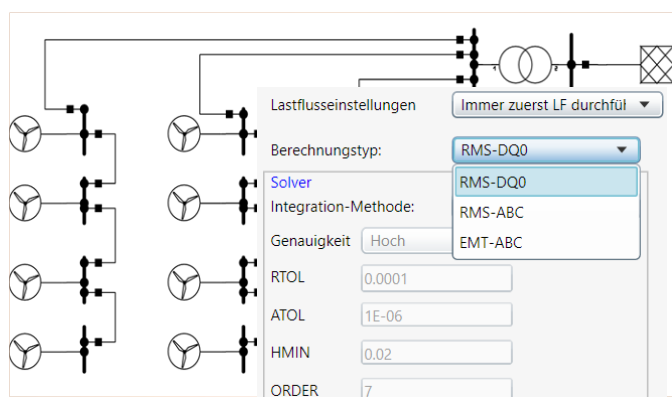 Lastflusseinstellungen Immer zuerst LF durchfül
Berechnungstyp: RMS-DQ0
Solver RMS-DQ0
Integration-Methode: RMS-ABC
Genauigkeit Hoch EMT-ABC
RTOL 0.0001
ATOL 1E-06
HMIN 0.02
ORDER 7